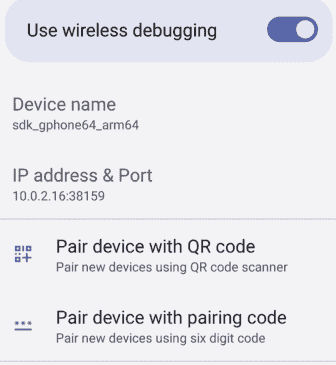 Use wireless debugging
Device name
sdk_gphone64_arm64
IP address & Port
10.0.2.16:38159
Pair device with QR code
Pair new devices using QR code scanner
Pair device with pairing code
Pair new devices using six digit code